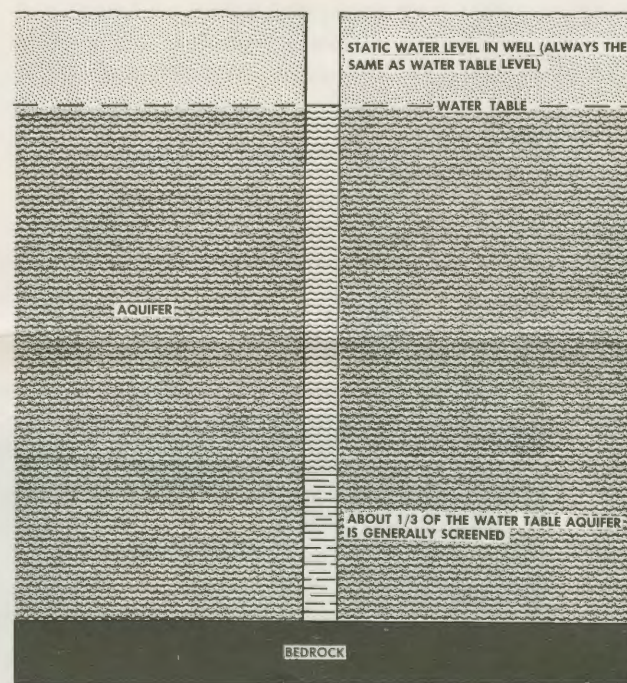 STATIC WATER LEVEL IN WELL (ALWAYS THE
SAME AS WATER TABLE LEVEL)
WATER TABLE
AQUIFER
ABOUT 1/3 OF THE WATER TABLE AQUIFER
IS GENERALLY SCREENED
BEDROCK